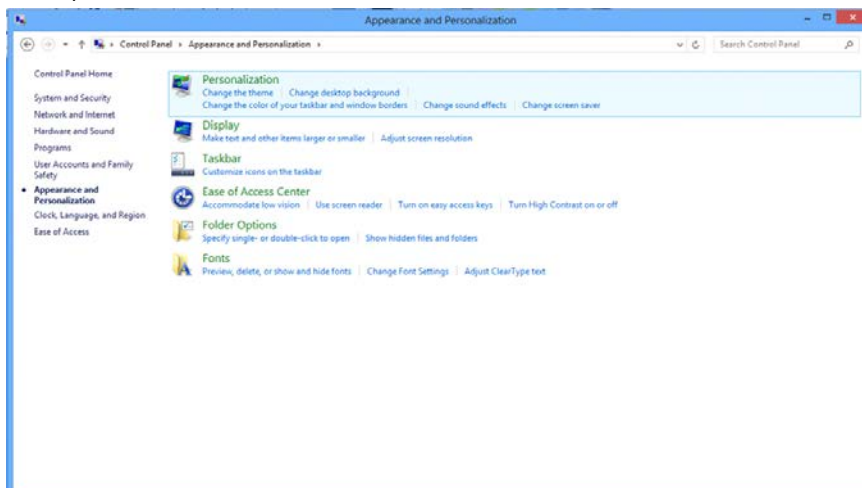 Appearance and Personalization
Control Panel Appearance and Personalization
Search Control Panel
Control Panel Home
System and Security
Network and Internet
Hardware and Sound
Programs
User Accounts and Family
Safety
Appearance and
Personalization
Clock, Language, and Region
Ease of Access
Personalization
Change the theme Change desktop background
Change the color of your taskbar and window borders Change sound effects Change screen saver
Display
Make text and other items larger or smaller Adjust screen resolution
Taskbar
Customize icons on the taskbar
Ease of Access Center
Accommodate low vision Use screen reader Turn on easy access keys Turn High Contrast on or off
Folder Options
Specify single- or double-click to open Show hidden files and folders
Fonts
Preview, delete, or show and hide fonts Change Font Settings Adjust ClearType text